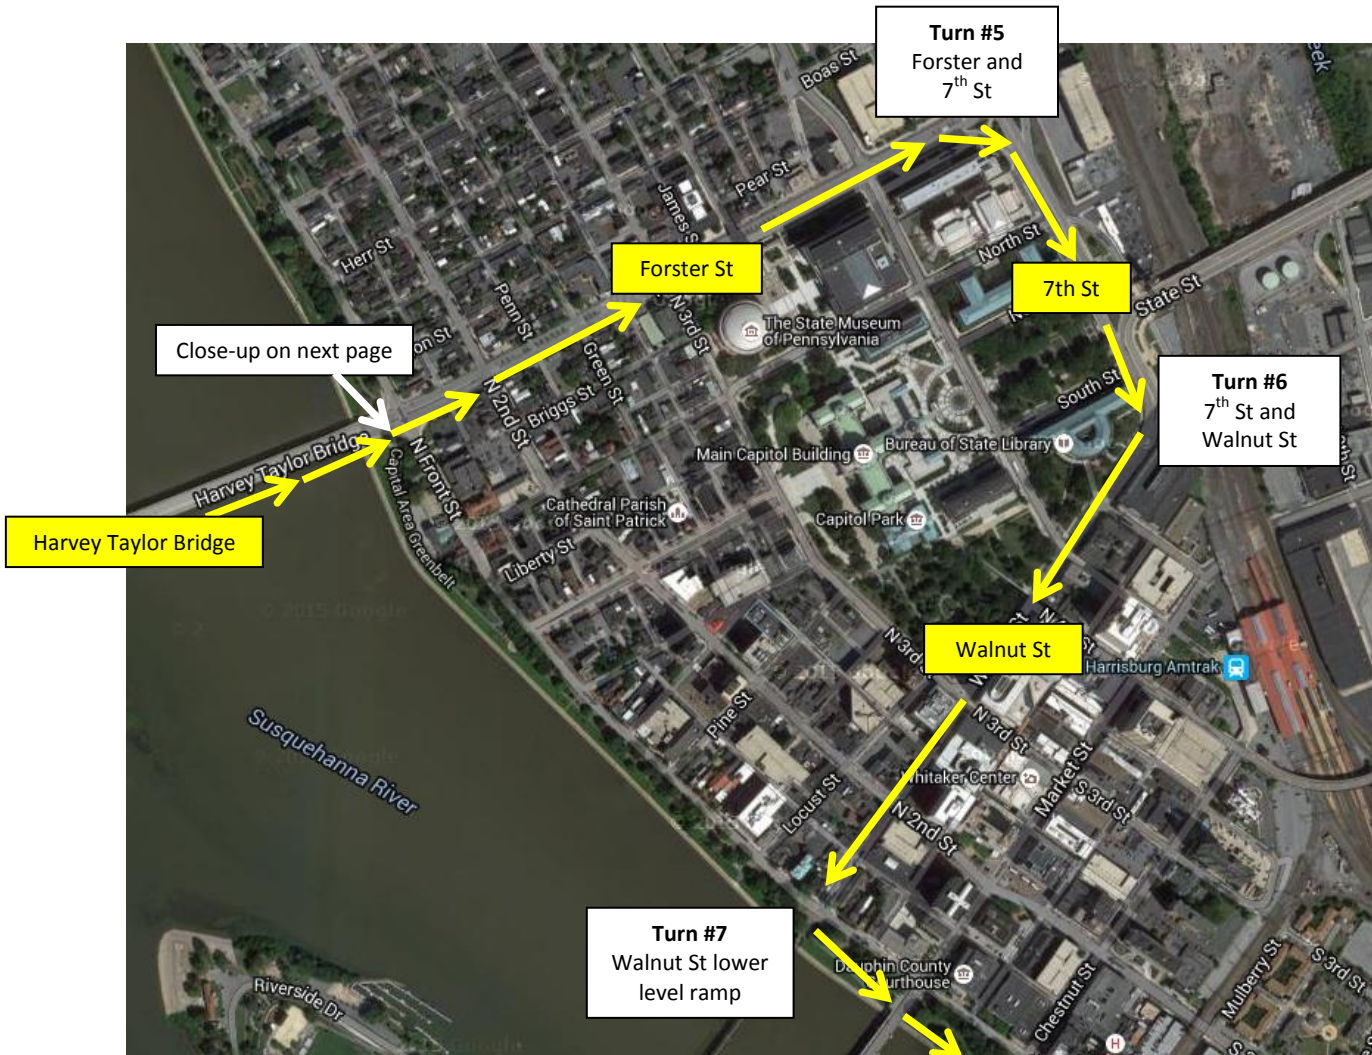 Turn #5
Forster and
7th St
Boas St
eek
Pear St
James S
Herr St
North St
Forster St
7th St
State St
N
Penn St
N 3rd St
The State Museum
of Pennsylvania
Close-up on next page
on St
Green St
N 2nd St
Briggs St
South St
Turn #6
7th St and
Walnut St
th St
Harvey Taylor Bridge
N Front St
Capital Area Greenbelt
Main Capitol Building
Bureau of State Library
Cathedral Parish
of Saint Patrick
Capitol Park
Harvey Taylor Bridge
Liberty St
© 2015 Google
N 3rd S
Walnut St
Harrisburg Amtrak
Pine St
N 3rd St
Susquehanna River
Whitaker Center
Market St
S 3rd St
Locust St
N 2nd St
Turn #7
Walnut St lower
level ramp
Dauphin County
Courthouse
Riverside Dr
Chestnut St
Mulberry St
S 3rd St
H